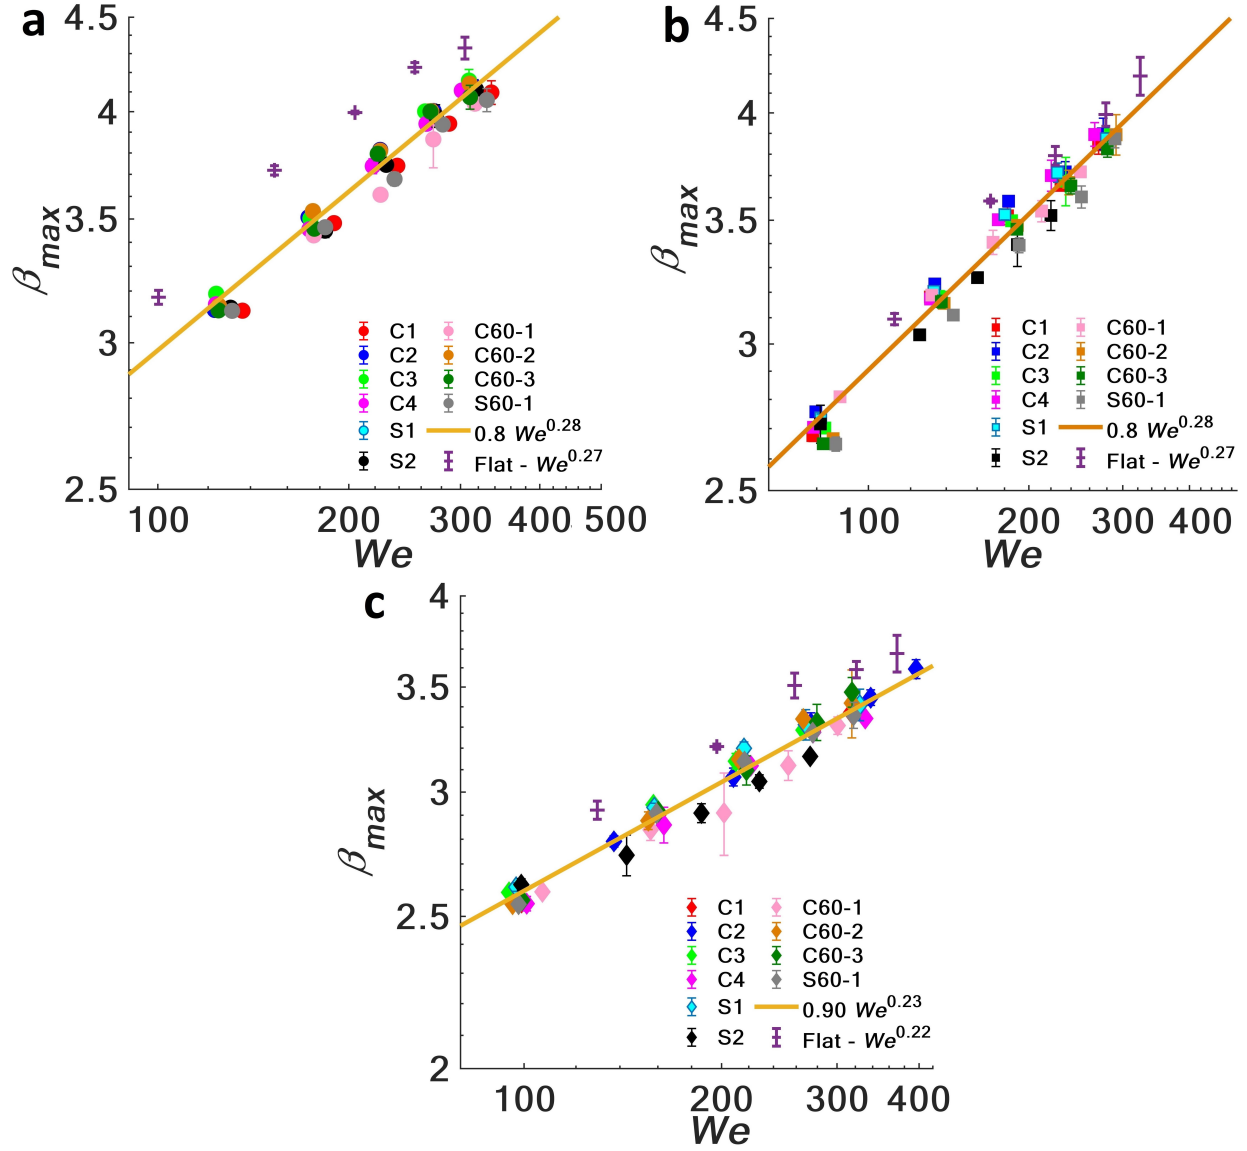 a
4.5
4
3.5
3
2.5
β max
100 200 300 400 500
We
C1 C60-1
C2 C60-2
C3 C60-3
C4 S60-1
S1 0.8 We^0.28
S2 Flat - We^0.27
b
4.5
4
3.5
3
2.5
β max
100 200 300 400
We
C1 C60-1
C2 C60-2
C3 C60-3
C4 S60-1
S1 0.8 We^0.28
S2 Flat - We^0.27
c
4
3.5
3
2.5
2
β max
100 200 300 400
We
C1 C60-1
C2 C60-2
C3 C60-3
C4 S60-1
S1 0.90 We^0.23
S2 Flat - We^0.22